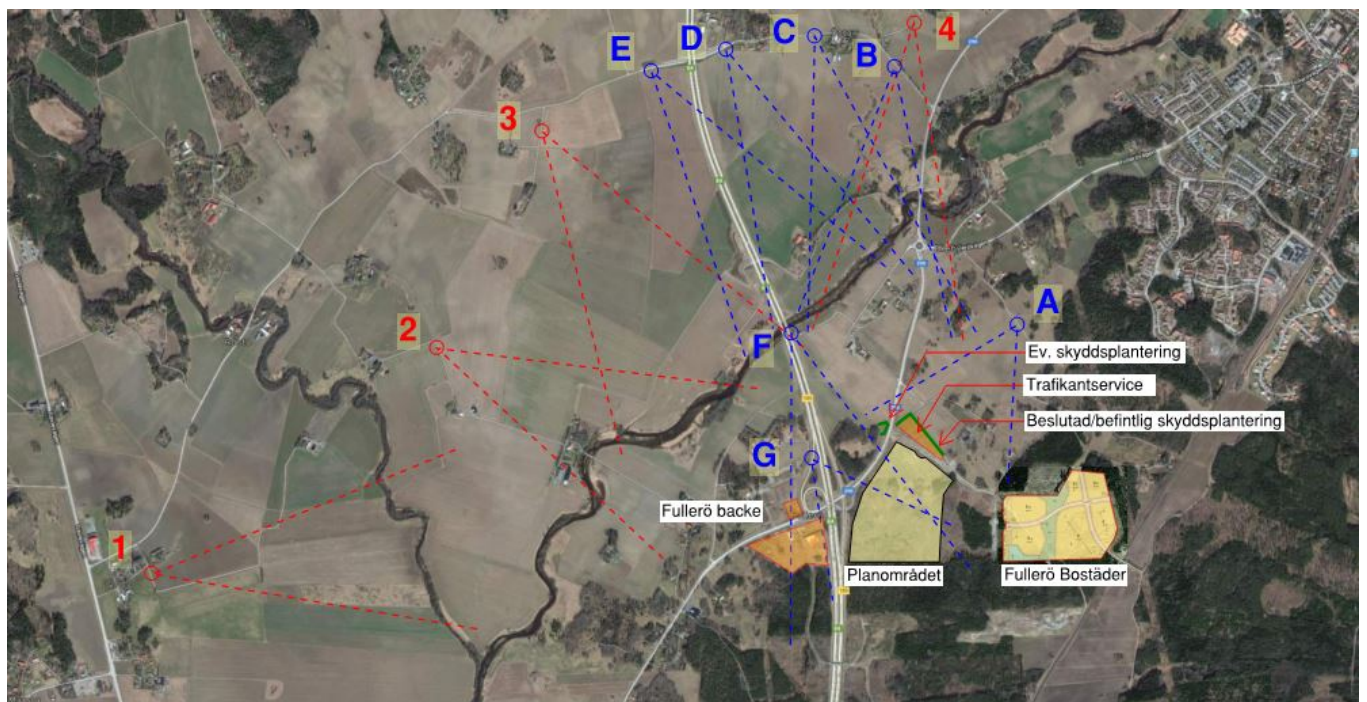 E
D
C
B
4
3
2
F
A
Ev. skyddsplantering
Trafikantservice
Beslutad/befintlig skyddsplantering
G
Fullerö backe
1
Planområdet
Fullerö Bostäder